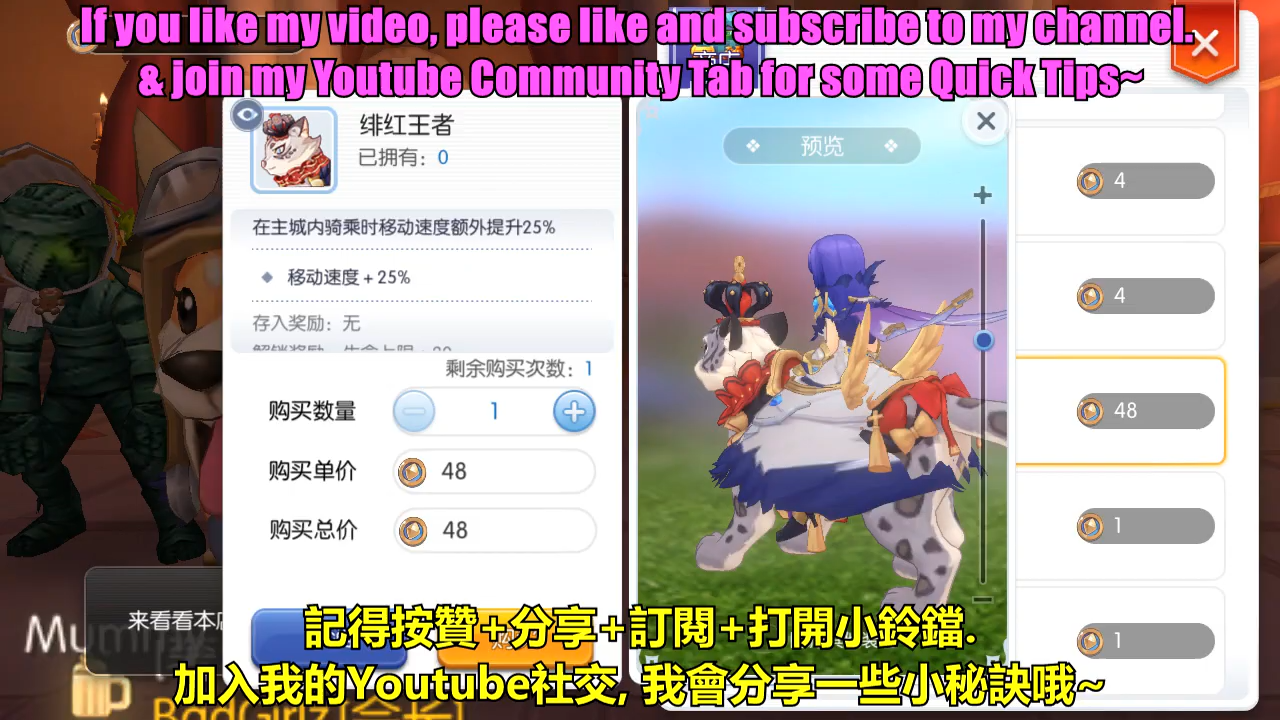 If you like my video, please like and subscribe to my channel.
& join my Youtube Community Tab for some Quick Tips~
绯红王者
已拥有：0
在主城内骑乘时移动速度额外提升25%
移动速度 + 25%
存入奖励：无
剩余购买次数：1
购买数量
1
购买单价
48
购买总价
48
预览
4
4
48
1
1
来看看本
記得按贊+分享+訂閱+打開小鈴鐺.
加入我的Youtube社交, 我會分享一些小秘訣哦~
BadGirlz